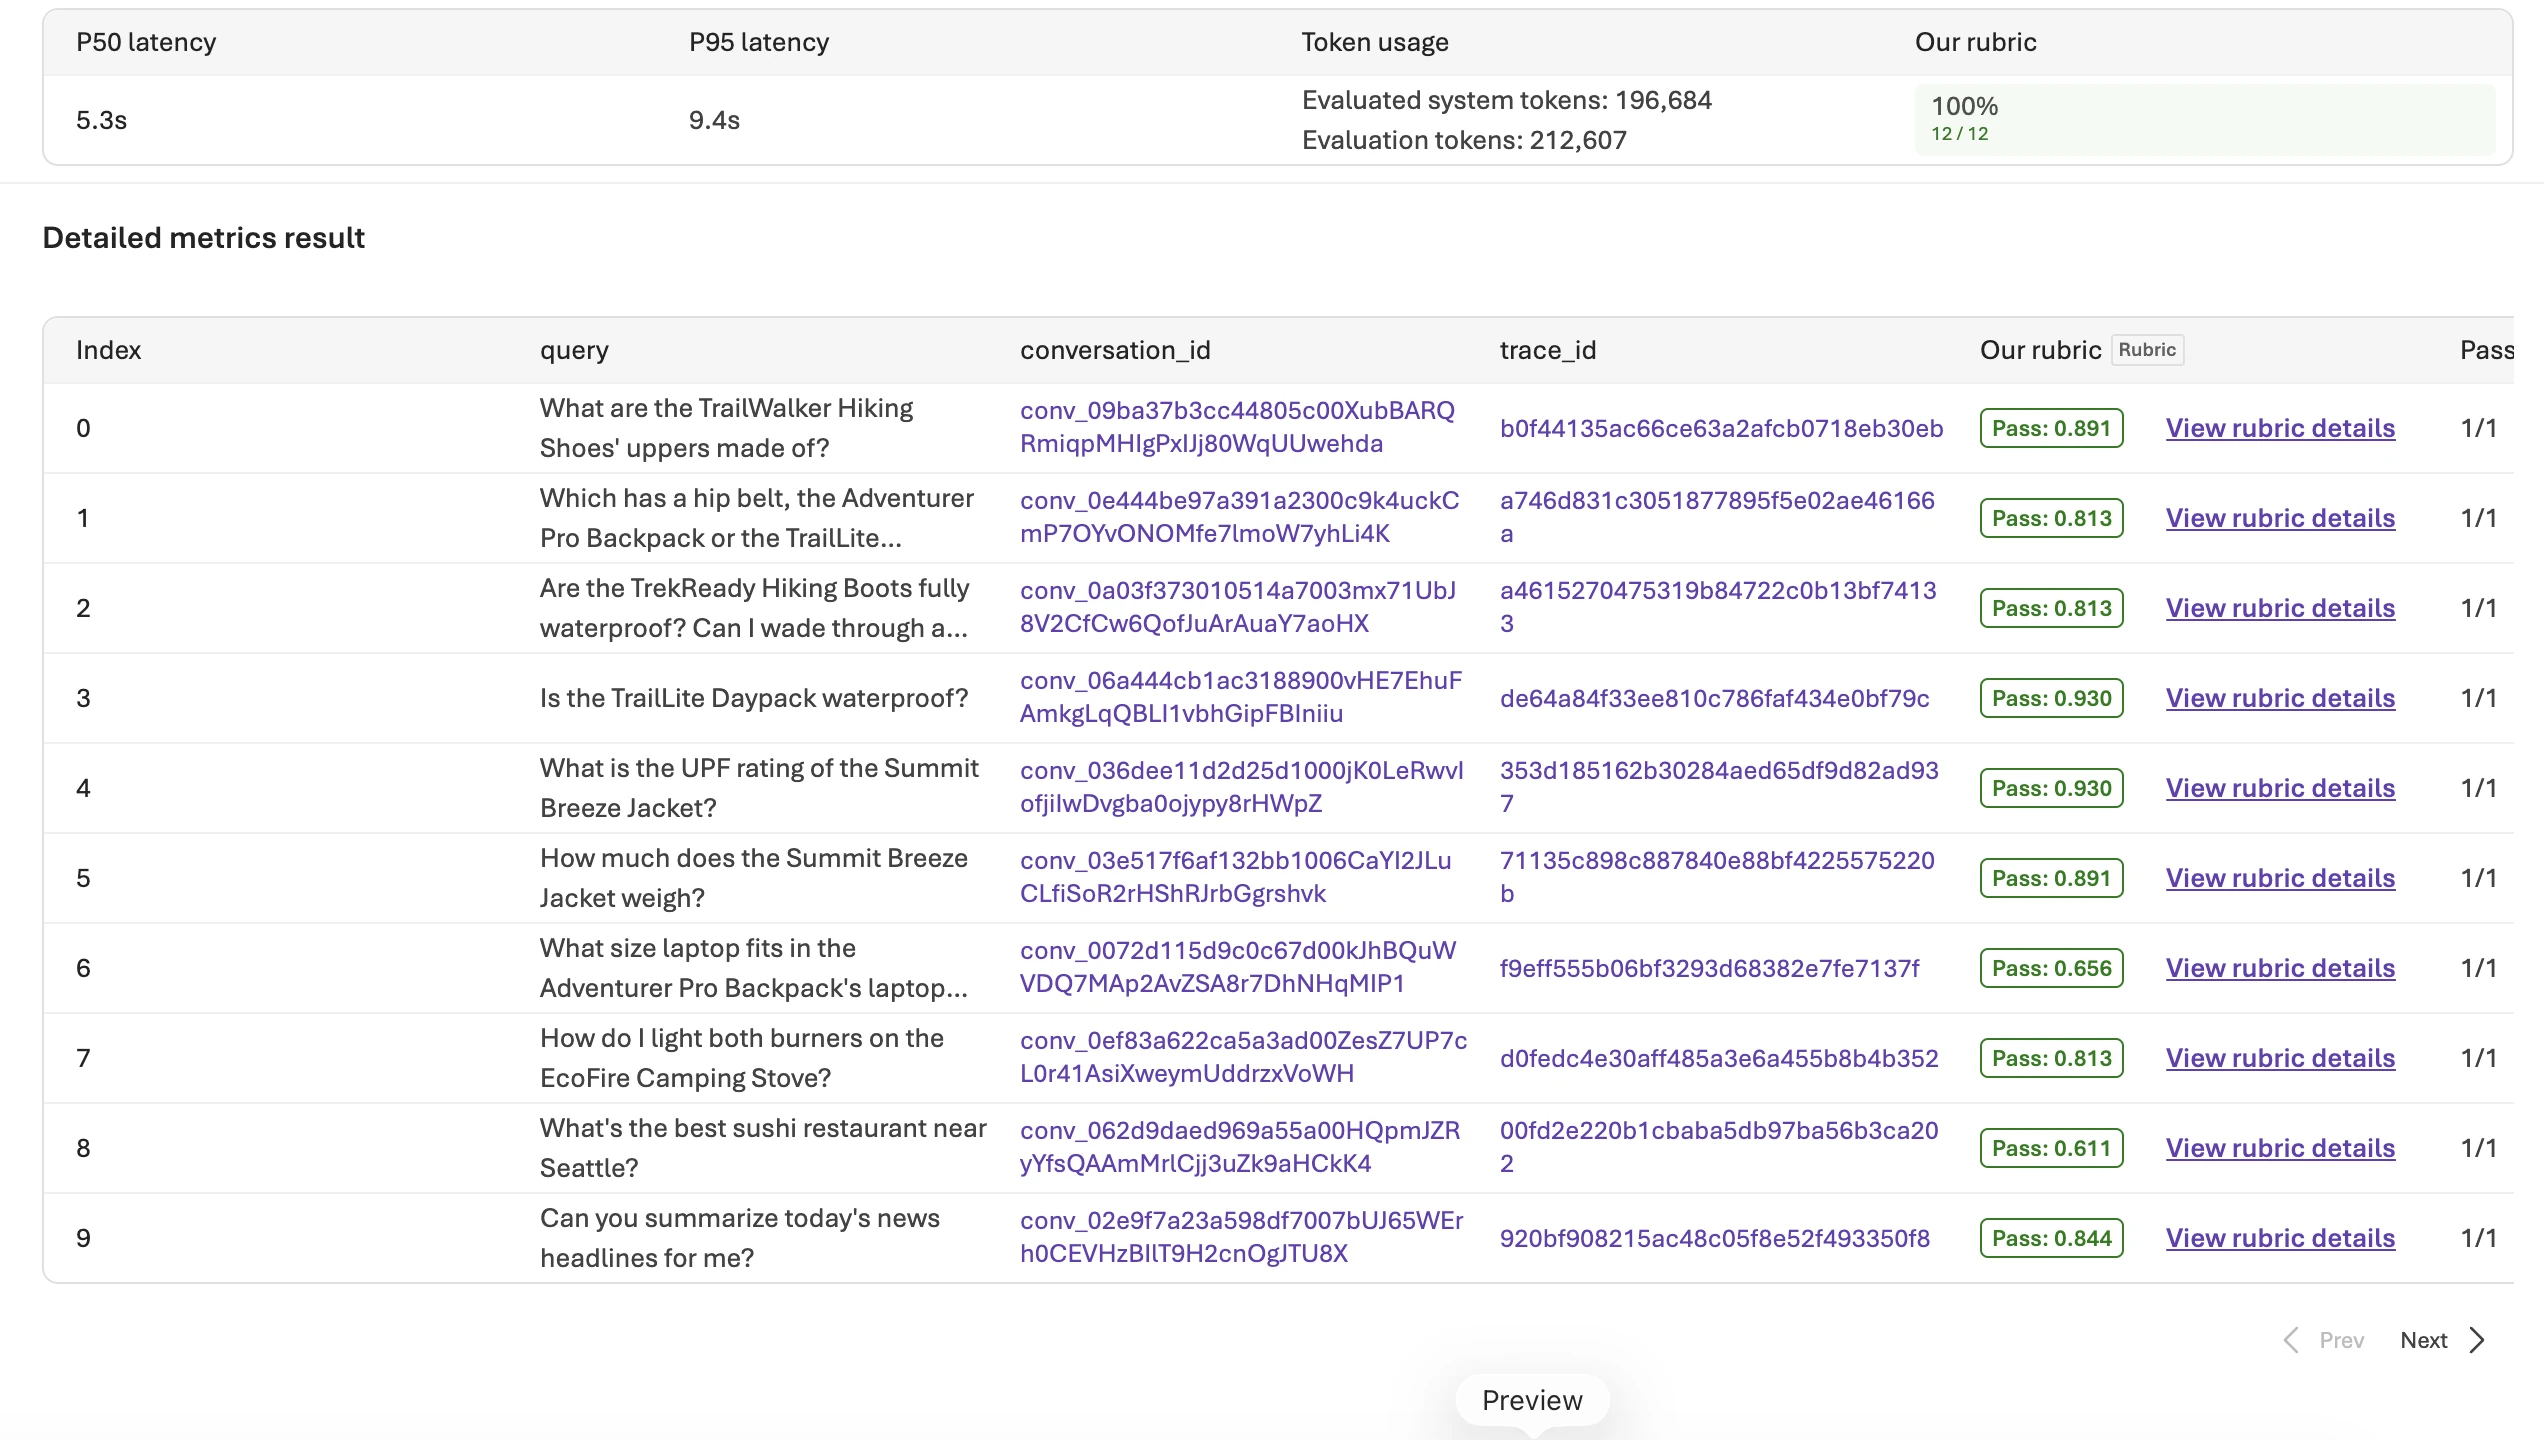 P50 latency P95 latency Token usage Our rubric
5.3s 9.4s Evaluated system tokens: 196,684
Evaluation tokens: 212,607
100%
12 / 12
Detailed metrics result
Index query conversation_id trace_id Our rubric Rubric Pass
0 What are the TrailWalker Hiking
Shoes' uppers made of?
conv_09ba37b3cc44805c00XubBARQ
RmiqpMHIgPxIJj80WqUUwehda
b0f44135ac66ce63a2afcb0718eb30eb
Pass: 0.891 View rubric details 1/1
1 Which has a hip belt, the Adventurer
Pro Backpack or the TrailLite...
conv_0e444be97a391a2300c9k4uckC
mP7OYvONOMfe7lmoW7yhLi4K
a746d831c3051877895f5e02ae46166
a
Pass: 0.813 View rubric details 1/1
2 Are the TrekReady Hiking Boots fully
waterproof? Can I wade through a...
conv_0a03f373010514a7003mx71UbJ
8V2CfCw6QofJuArAuaY7aoHX
a4615270475319b84722c0b13bf7413
3
Pass: 0.813 View rubric details 1/1
3 Is the TrailLite Daypack waterproof?
conv_06a444cb1ac3188900vHE7EhuF
AmkgLqQBLI1vbhGipFBIniiu
de64a84f33ee810c786faf434e0bf79c
Pass: 0.930 View rubric details 1/1
4 What is the UPF rating of the Summit
Breeze Jacket?
conv_036dee11d2d25d1000jK0LeRwvI
ofjiIwDvgba0ojypy8rHWpZ
353d185162b30284aed65df9d82ad93
7
Pass: 0.930 View rubric details 1/1
5 How much does the Summit Breeze
Jacket weigh?
conv_03e517f6af132bb1006CaYI2JLu
CLfiSoR2rHShRJrbGgrshvk
71135c898c887840e88bf4225575220
b
Pass: 0.891 View rubric details 1/1
6 What size laptop fits in the
Adventurer Pro Backpack's laptop...
conv_0072d115d9c0c67d00kJhBQuW
VDQ7MAp2AvZSA8r7DhNHqMIP1
f9eff555b06bf3293d68382e7fe7137f
Pass: 0.656 View rubric details 1/1
7 How do I light both burners on the
EcoFire Camping Stove?
conv_0ef83a622ca5a3ad00ZesZ7UP7c
L0r41AsiXweymUddrzxVoWH
d0fedc4e30aff485a3e6a455b8b4b352
Pass: 0.813 View rubric details 1/1
8 What's the best sushi restaurant near
Seattle?
conv_062d9daed969a55a00HQpmJZR
yYfsQAAmMrlCjj3uZk9aHCkK4
00fd2e220b1cbaba5db97ba56b3ca20
2
Pass: 0.611 View rubric details 1/1
9 Can you summarize today's news
headlines for me?
conv_02e9f7a23a598df7007bUJ65WEr
h0CEVHzBIlT9H2cnOgJTU8X
920bf908215ac48c05f8e52f493350f8
Pass: 0.844 View rubric details 1/1
Prev Next
Preview